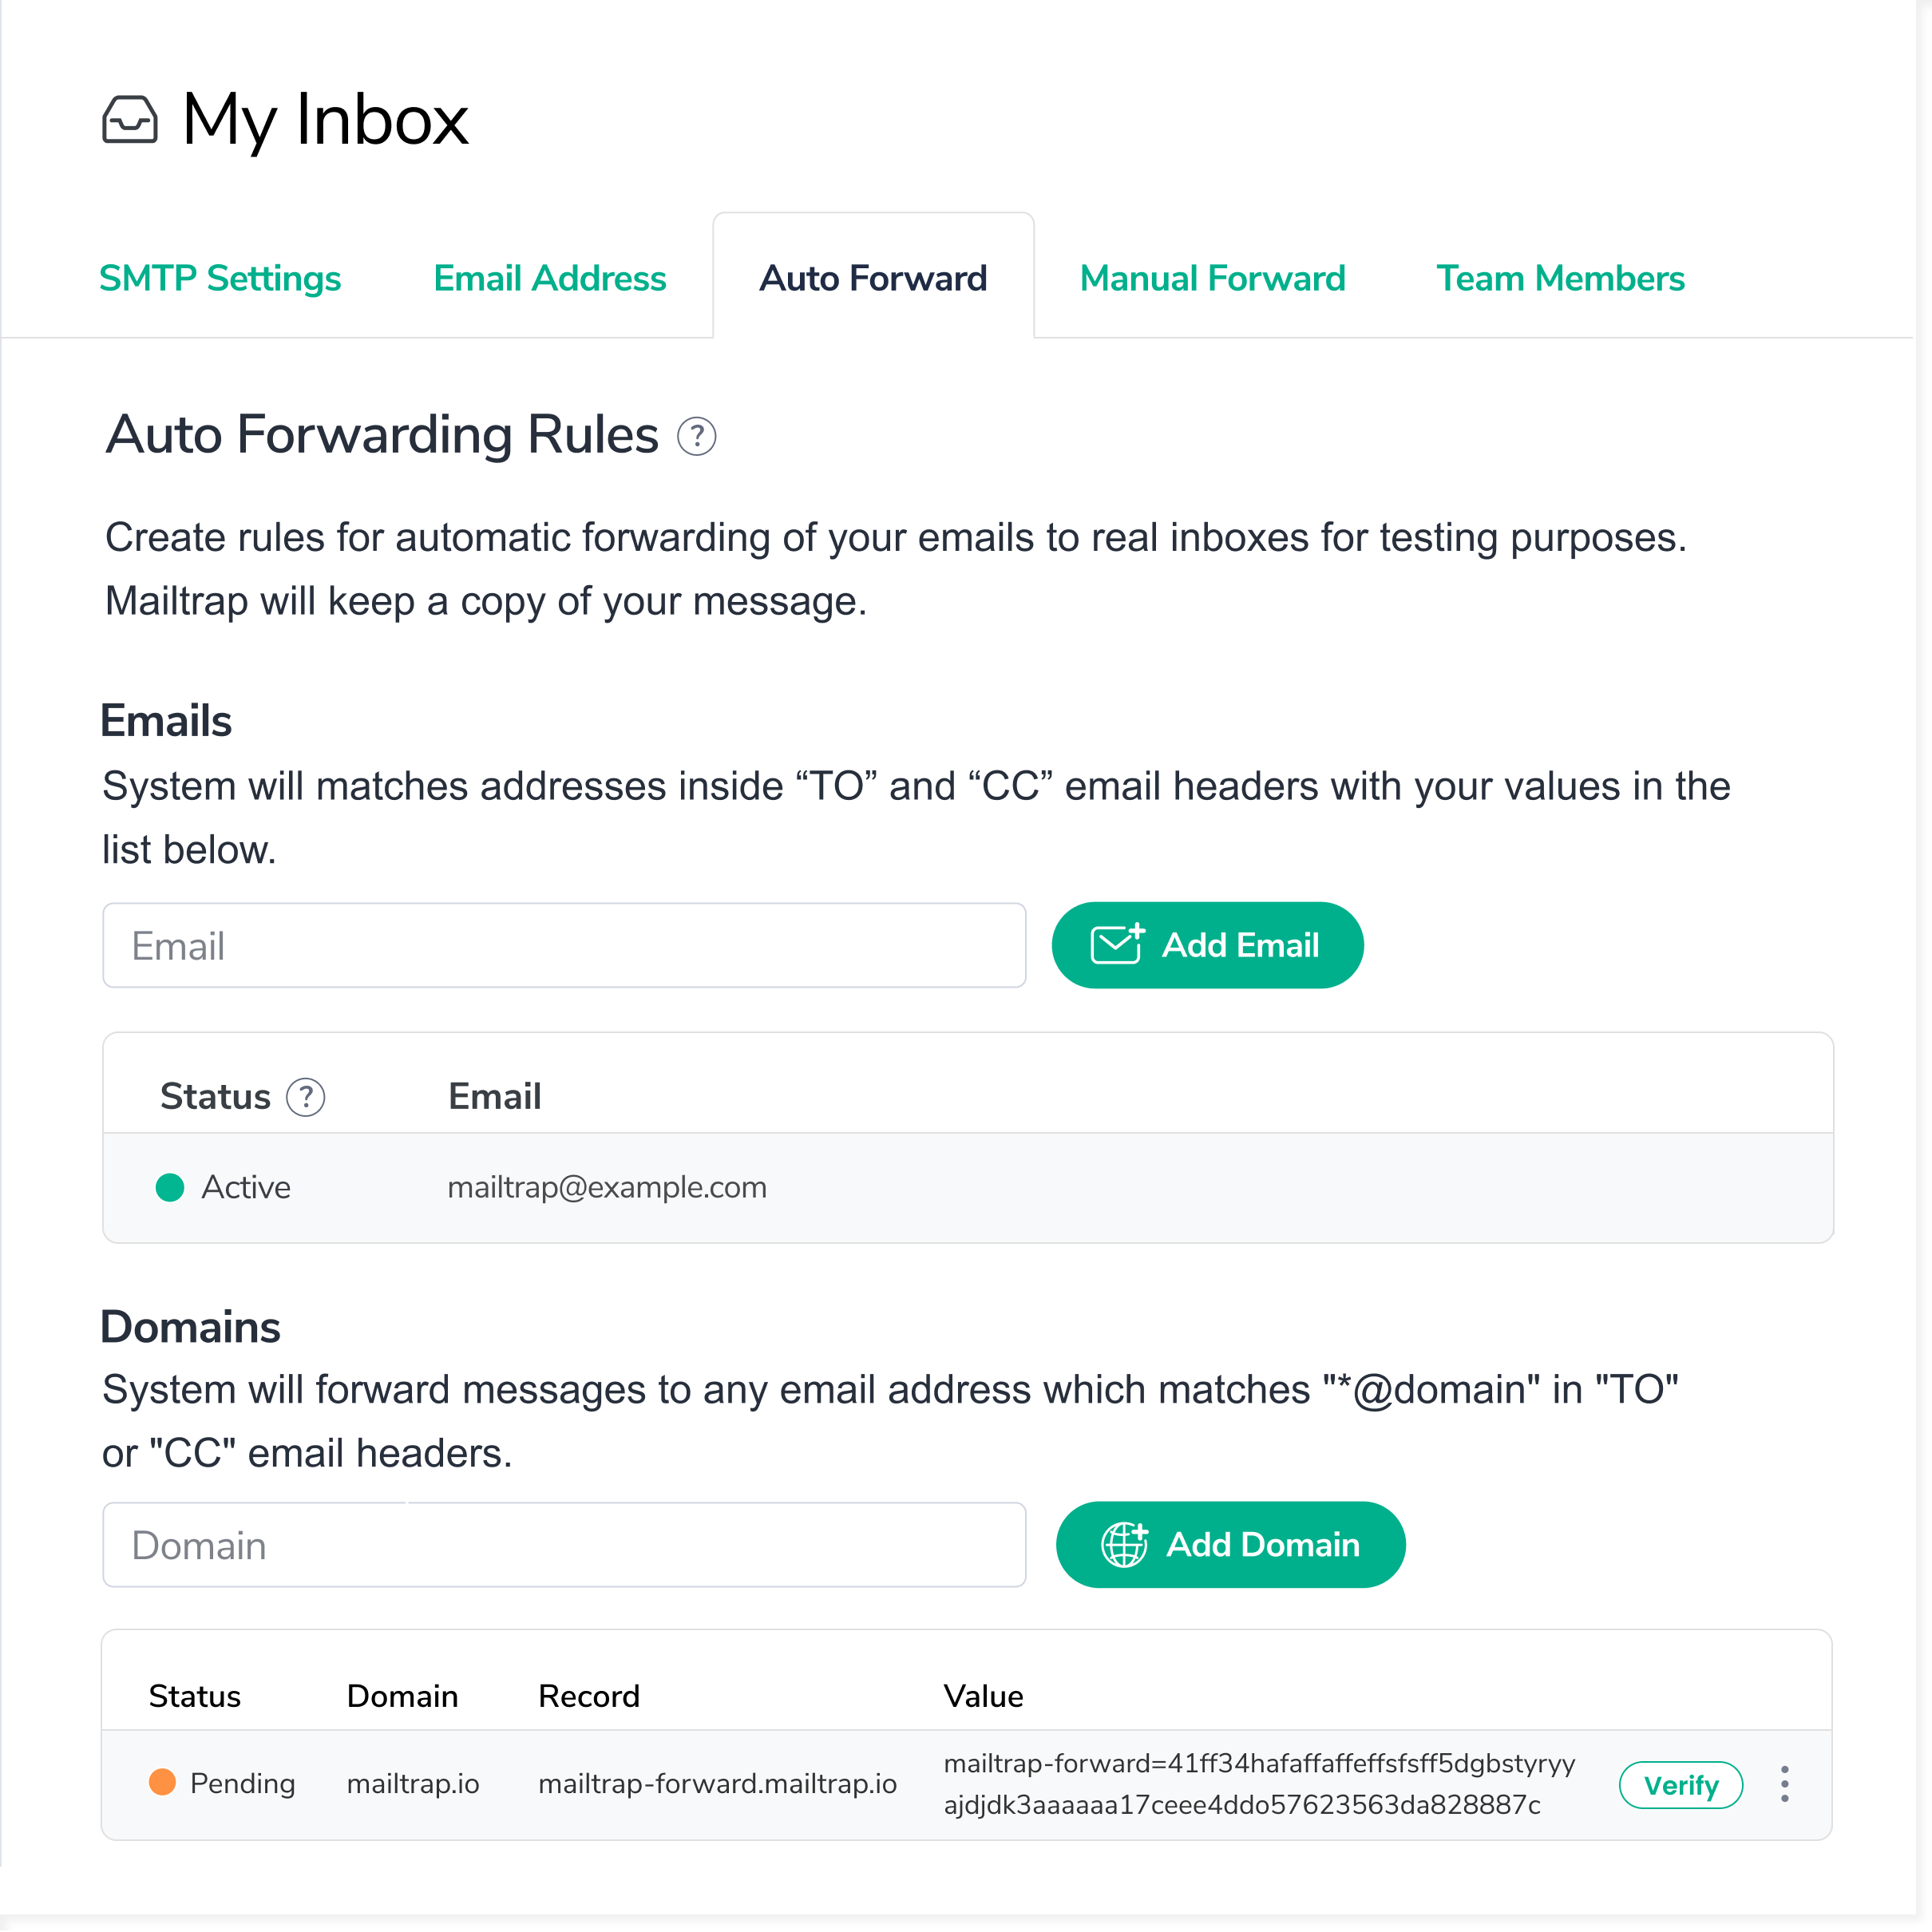 My Inbox
SMTP Settings Email Address Auto Forward Manual Forward Team Members
Auto Forwarding Rules ?
Create rules for automatic forwarding of your emails to real inboxes for testing purposes.
Mailtrap will keep a copy of your message.
Emails
System will matches addresses inside “TO” and “CC” email headers with your values in the
list below.
Email Add Email
Status ? Email
Active mailtrap@example.com
Domains
System will forward messages to any email address which matches "*@domain" in "TO"
or "CC" email headers.
Domain Add Domain
Status Domain Record Value
Pending mailtrap.io mailtrap-forward.mailtrap.io mailtrap-forward=41ff34hafaffaffeffsfsff5dgbstyryy
ajdjdk3aaaaaa17ceee4ddo57623563da828887c Verify